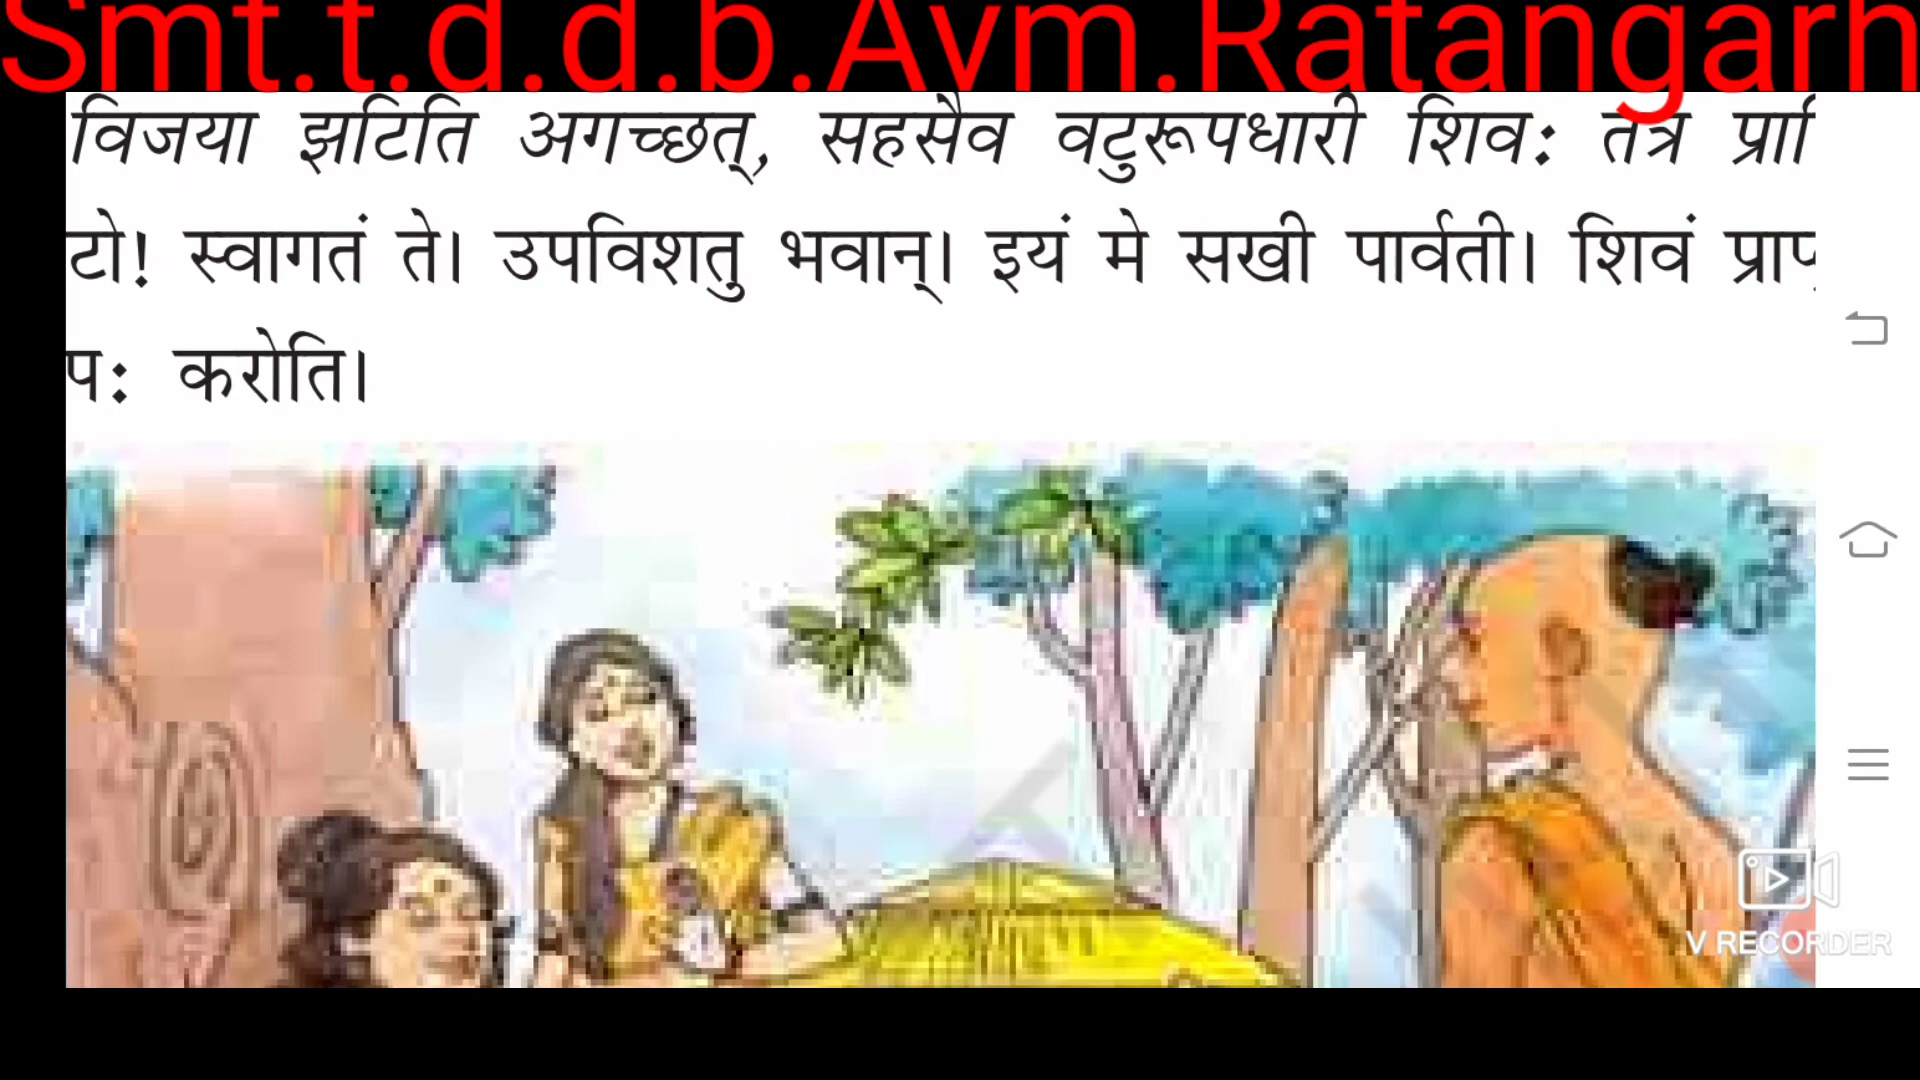 Smt.t.d.d.b.Avm.Ratangarh
विजया झटिति अगच्छत्, सहसैव वटुरूपधारी शिवः तत्र
टो! स्वागतं ते। उपविशतु भवान्। इयं मे सखी पार्वती। शिवं
पः करोति।
V RECORDER